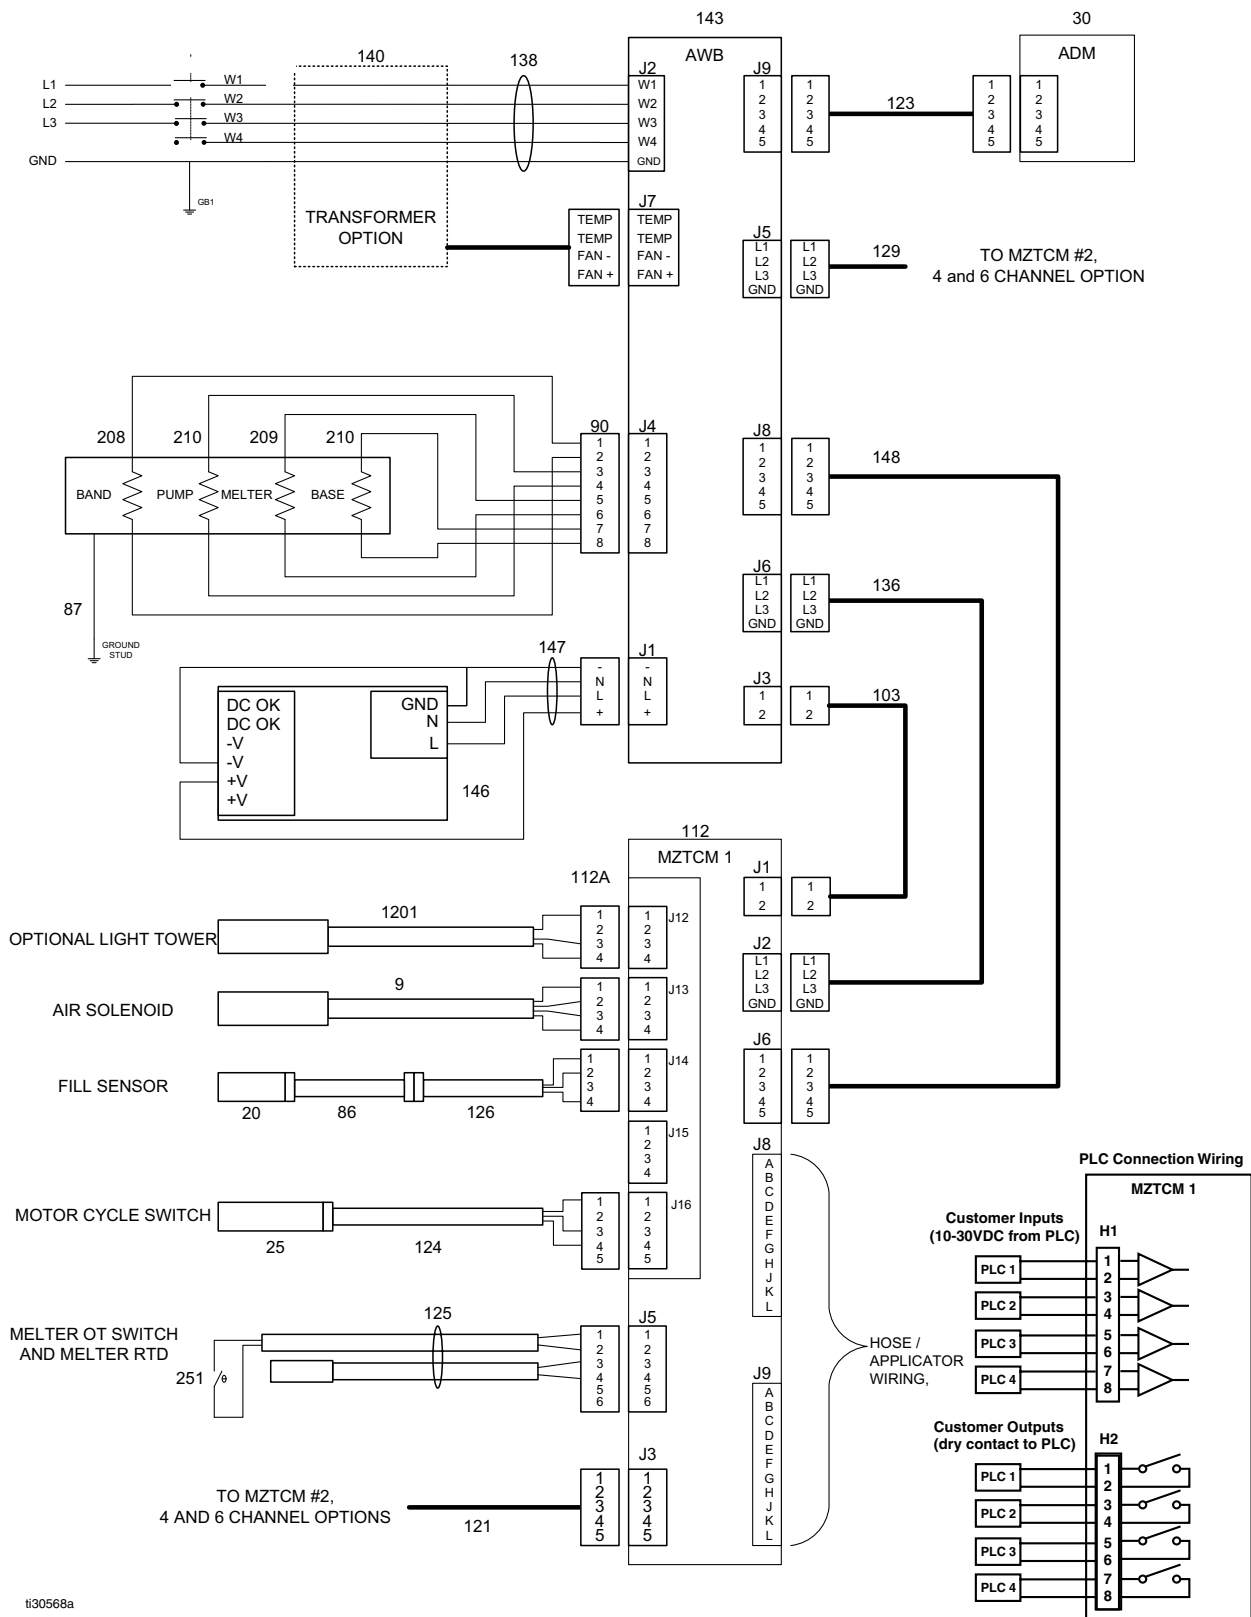 143
30
140
138
AWB
ADM
L1
L2
L3
GND
W1
W2
W3
W4
GB1
J2
W1
W2
W3
W4
GND
J9
1
2
3
4
5
1
2
3
4
5
123
1
2
3
4
5
1
2
3
4
5
TRANSFORMER
OPTION
J7
TEMP
TEMP
FAN -
FAN +
TEMP
TEMP
FAN -
FAN +
J5
L1
L2
L3
GND
L1
L2
L3
GND
129
TO MZTCM #2,
4 and 6 CHANNEL OPTION
208
210
209
210
BAND
PUMP
MELTER
BASE
87
GROUND
STUD
90
1
2
3
4
5
6
7
8
J4
1
2
3
4
5
6
7
8
J8
1
2
3
4
5
1
2
3
4
5
148
J6
L1
L2
L3
GND
L1
L2
L3
GND
136
147
-
N
L
+
J1
-
N
L
+
J3
1
2
1
2
103
DC OK
DC OK
-V
-V
+V
+V
GND
N
L
146
112
MZTCM 1
112A
OPTIONAL LIGHT TOWER
1201
1
2
3
4
1
2
3
4
J12
AIR SOLENOID
9
1
2
3
4
1
2
3
4
J13
FILL SENSOR
20
86
126
1
2
3
4
1
2
3
4
J14
1
2
3
4
J15
MOTOR CYCLE SWITCH
25
124
1
2
3
4
5
1
2
3
4
5
J16
MELTER OT SWITCH
AND MELTER RTD
251
θ
125
1
2
3
4
5
6
J5
1
2
3
4
5
6
TO MZTCM #2,
4 AND 6 CHANNEL OPTIONS
121
1
2
3
4
5
J3
1
2
3
4
5
J1
1
2
1
2
J2
L1
L2
L3
GND
L1
L2
L3
GND
J6
1
2
3
4
5
1
2
3
4
5
J8
A
B
C
D
E
F
G
H
J
K
L
J9
A
B
C
D
E
F
G
H
J
K
L
HOSE /
APPLICATOR
WIRING,
PLC Connection Wiring
MZTCM 1
Customer Inputs
(10-30VDC from PLC)
H1
PLC 1
PLC 2
PLC 3
PLC 4
1
2
3
4
5
6
7
8
Customer Outputs
(dry contact to PLC)
H2
PLC 1
PLC 2
PLC 3
PLC 4
1
2
3
4
5
6
7
8
ti30568a